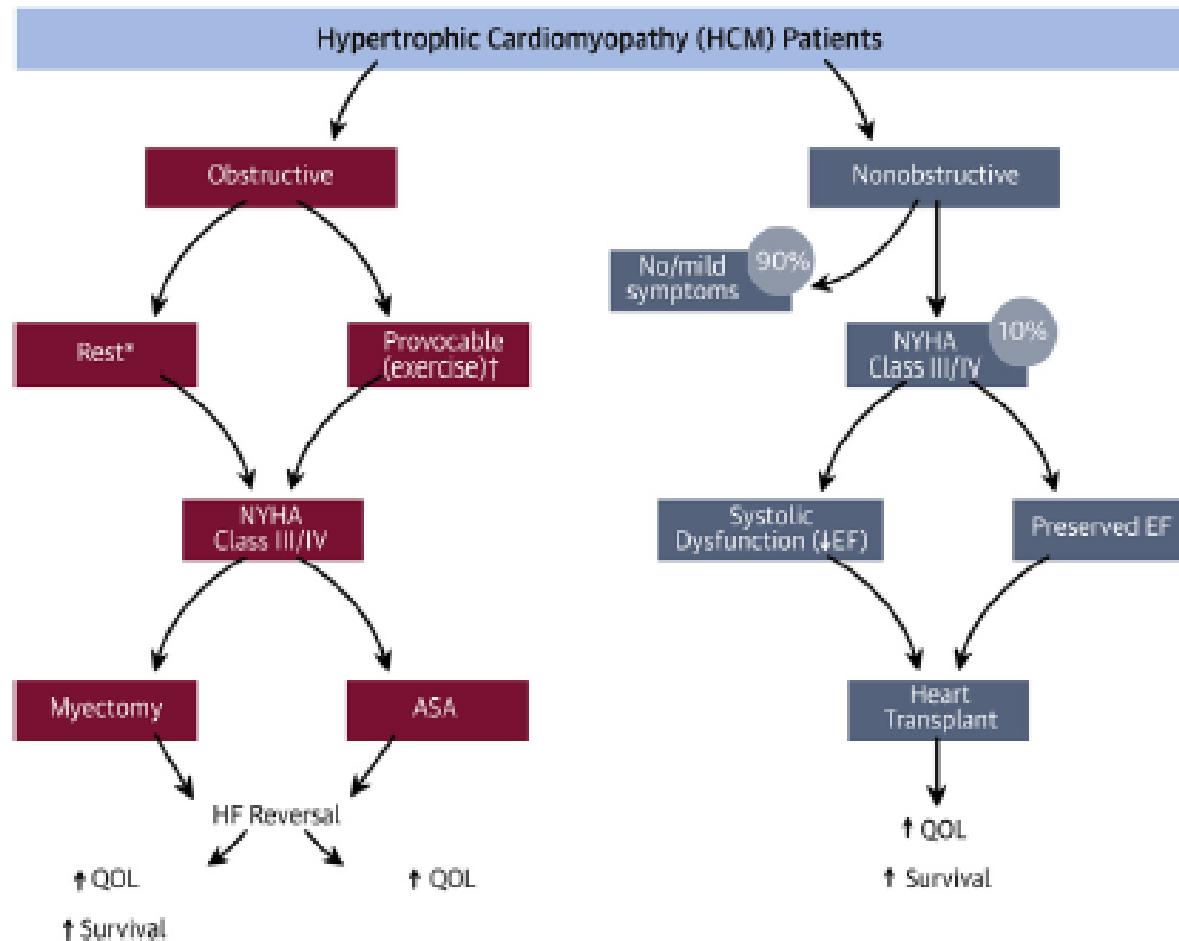 Hypertrophic Cardiomyopathy (HCM) Patients
Obstructive
Nonobstructive
No/mild
symptoms
90%
Rest*
Provocable
(exercise)†
NYHA
Class III/IV
10%
NYHA
Class III/IV
Systolic
Dysfunction (↓EF)
Preserved EF
Myectomy
ASA
Heart
Transplant
HF Reversal
↑ QOL
↑ Survival
↑ QOL
↑ QOL
↑ Survival